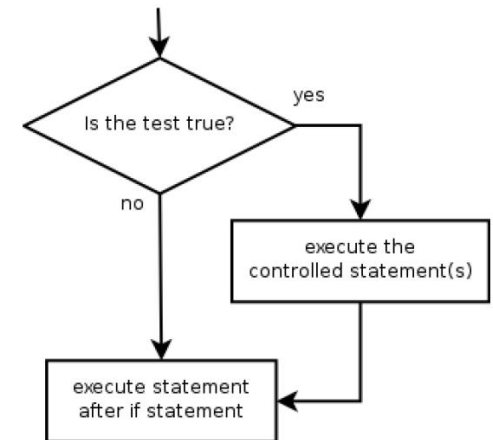 Is the test true?
yes
no
execute the
controlled statement(s)
execute statement
after if statement